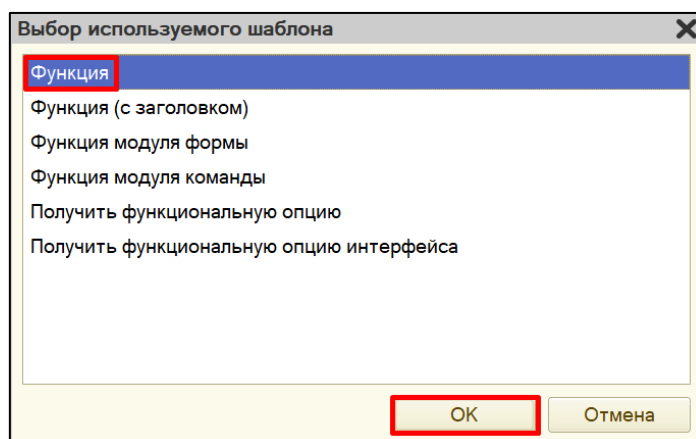 Выбор используемого шаблона
Функция
Функция (с заголовком)
Функция модуля формы
Функция модуля команды
Получить функциональную опцию
Получить функциональную опцию интерфейса
OK
Отмена